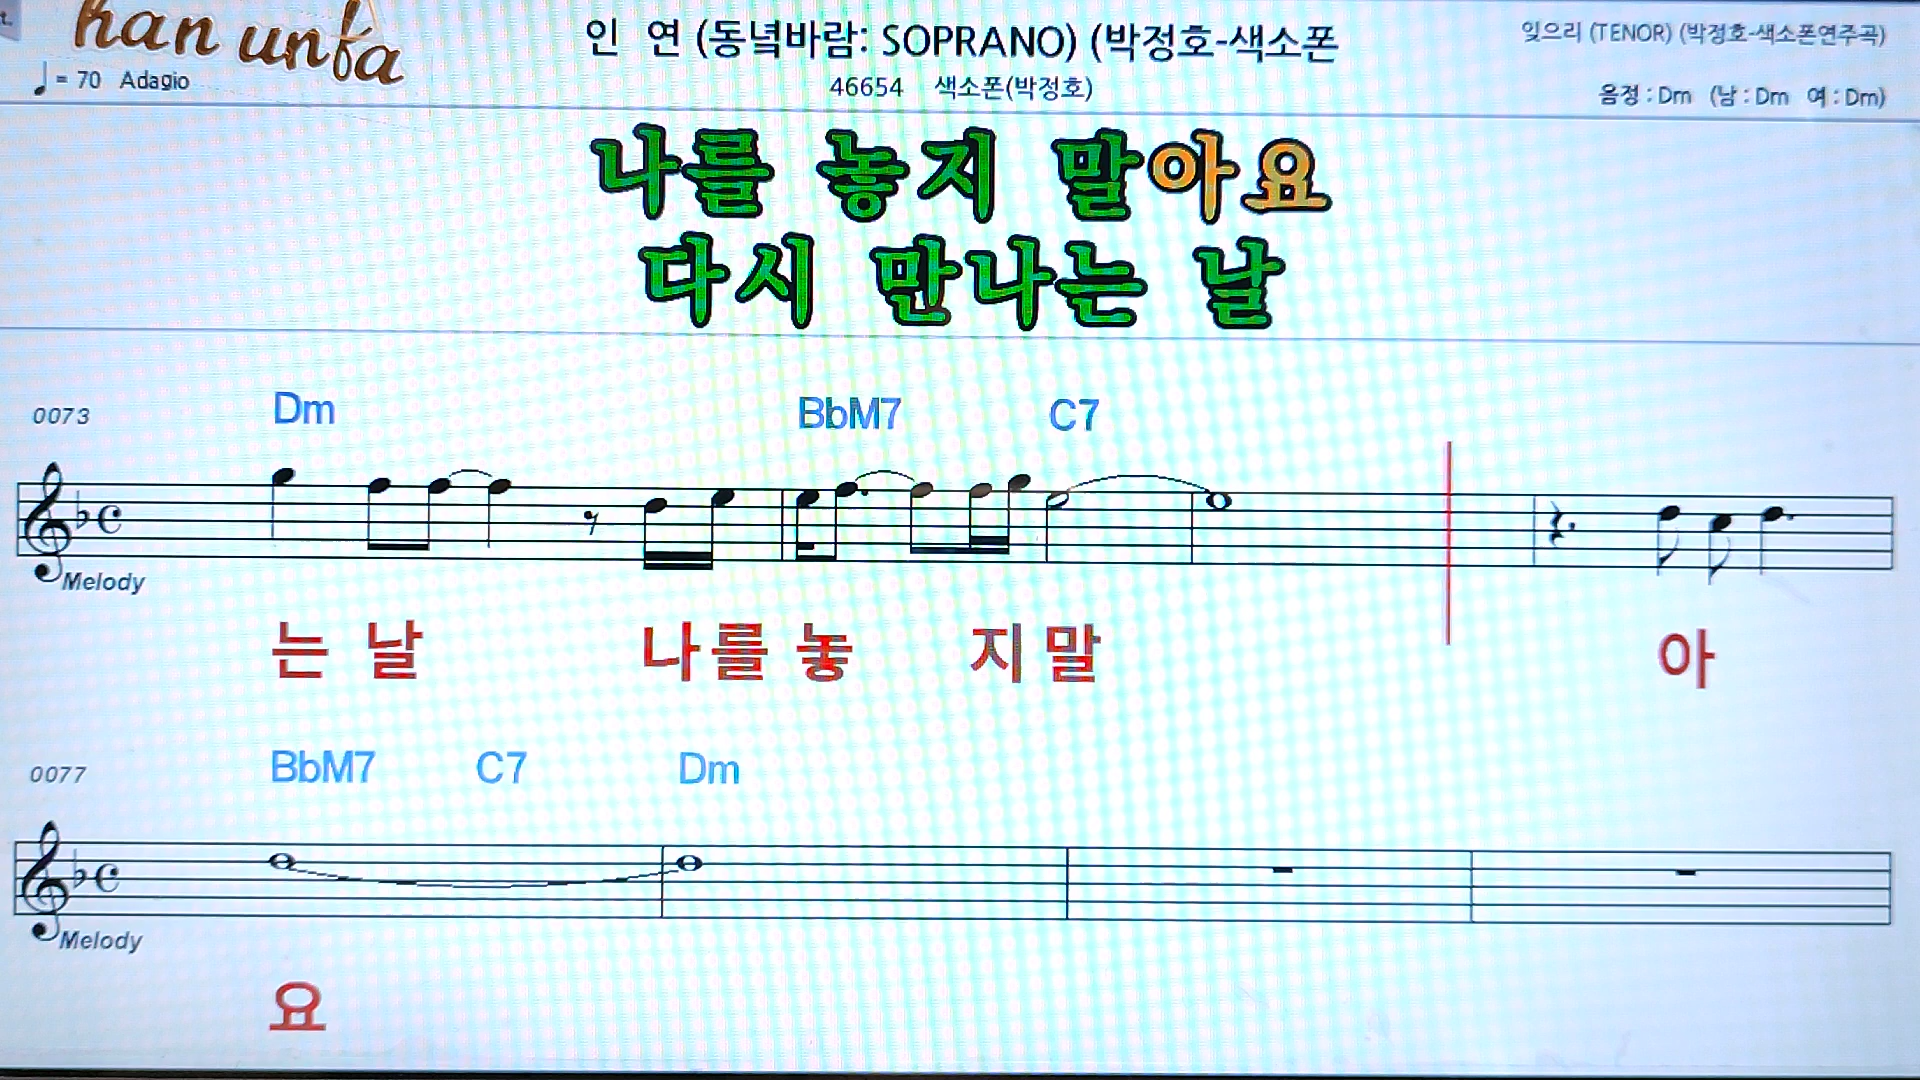 han unfa
인 연 (동녘바람: SOPRANO) (박정호-색소폰
잊으리 (TENOR) (박정호-색소폰연주곡)
= 70 Adagio
46654 색소폰(박정호)
음정 : Dm (남 : Dm 여 : Dm)
나를 놓지 말아요
다시 만나는 날
0073 Dm BbM7 C7
Melody
는 날 나를 놓 지 말 아
0077 BbM7 C7 Dm
Melody
요